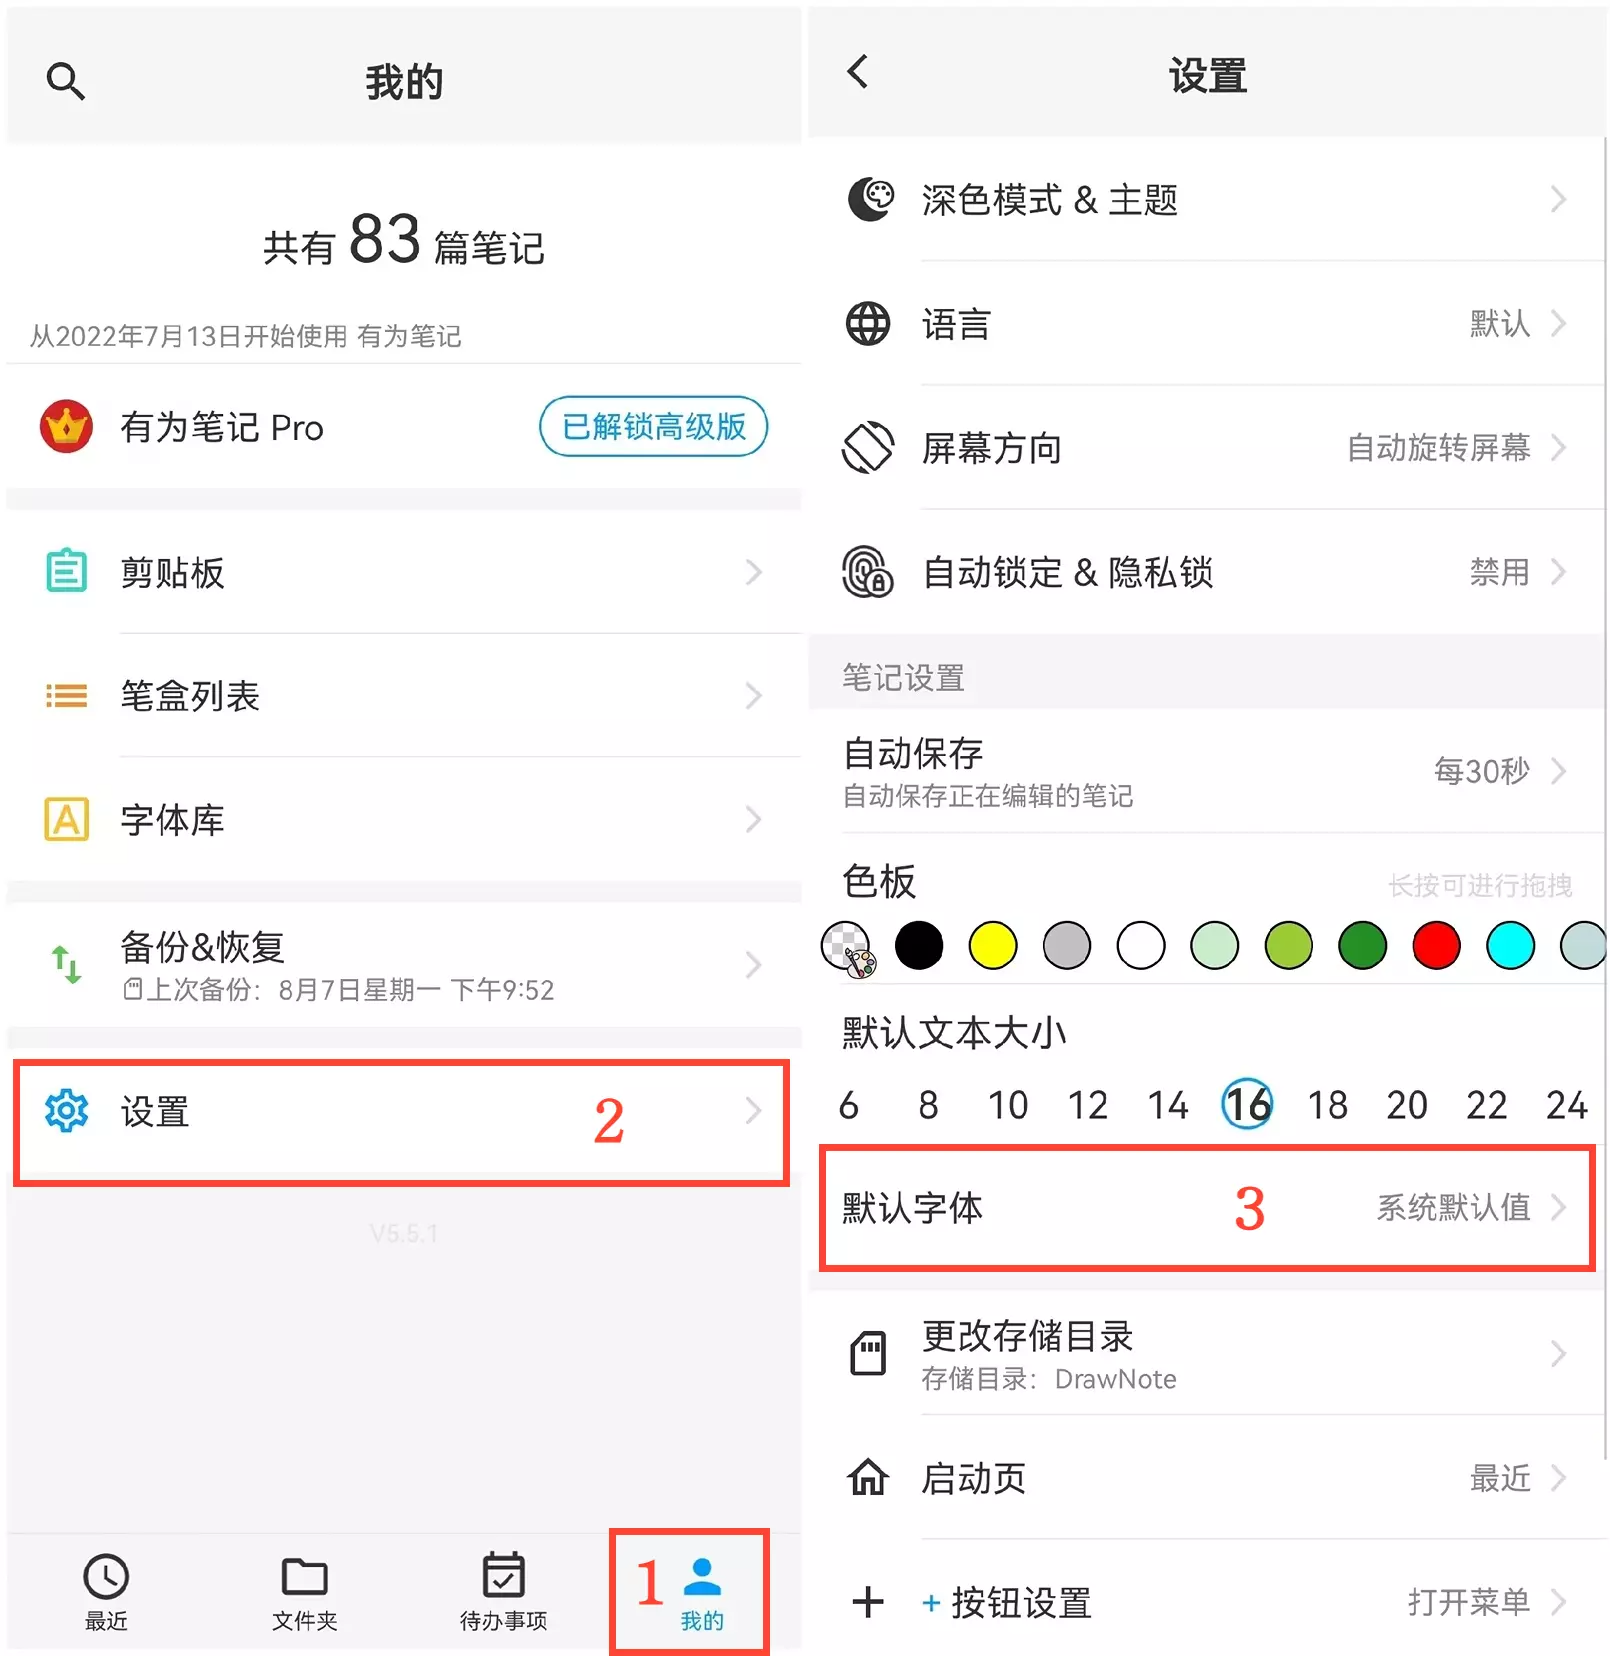 我的
共有 83 篇笔记
从2022年7月13日开始使用 有为笔记
有为笔记 Pro
已解锁高级版
剪贴板
笔盒列表
A 字体库
备份&恢复
上次备份：8月7日星期一 下午9:52
设置
2
V5.5.1
最近
文件夹
待办事项
1
我的
设置
深色模式 & 主题
语言
默认
屏幕方向
自动旋转屏幕
自动锁定 & 隐私锁
禁用
笔记设置
自动保存
自动保存正在编辑的笔记
每30秒
色板
长按可进行拖拽
默认文本大小
6 8 10 12 14 16 18 20 22 24
默认字体
3
系统默认值
更改存储目录
存储目录：DrawNote
启动页
最近
+ 按钮设置
打开菜单